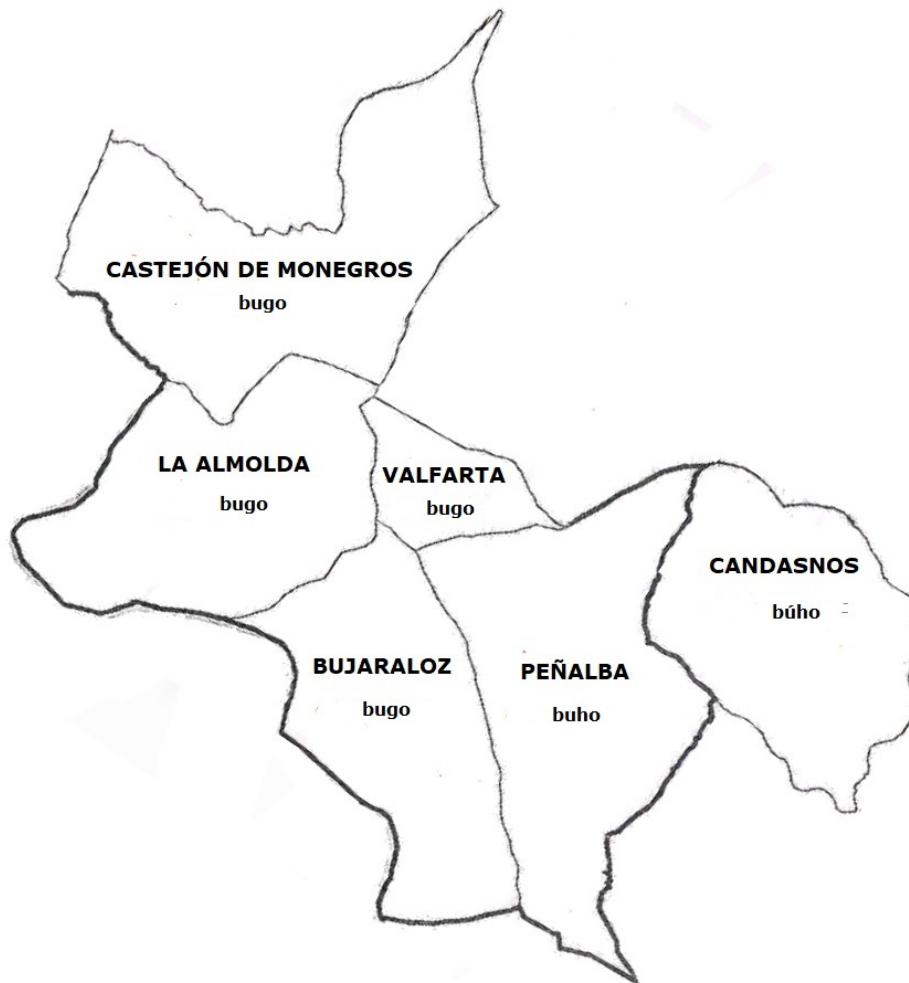 CASTEJÓN DE MONEGROS
bugo
LA ALMOLDA
bugo
VALFARTA
bugo
CANDASNOS
búho
BUJARALOZ
bugo
PEÑALBA
buho